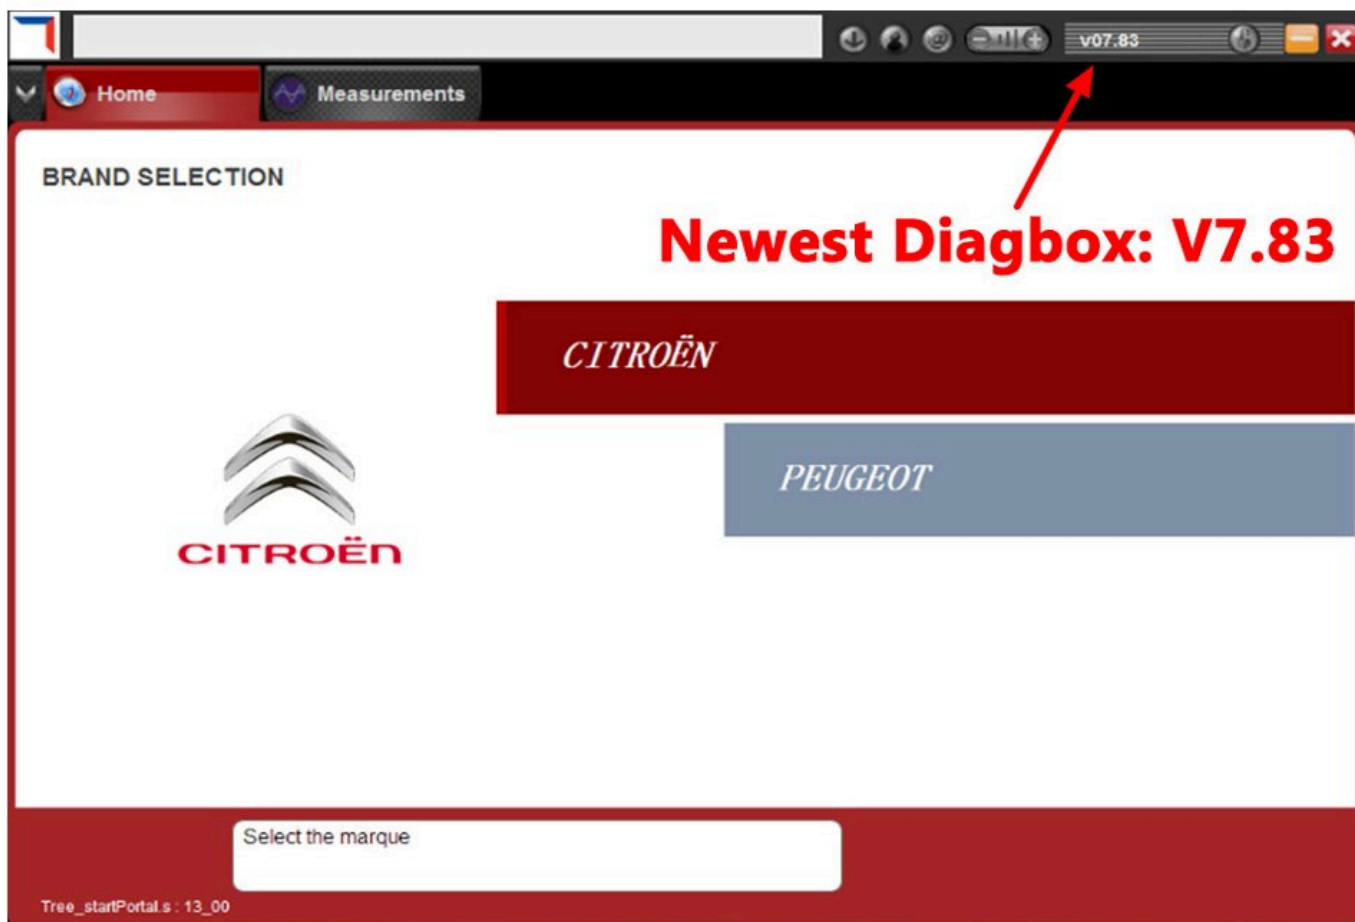 v07.83
Home
Measurements
BRAND SELECTION
Newest Diagbox: V7.83
CITROËN
PEUGEOT
CITROËN
Select the marque
Tree_startPortal.s : 13_00